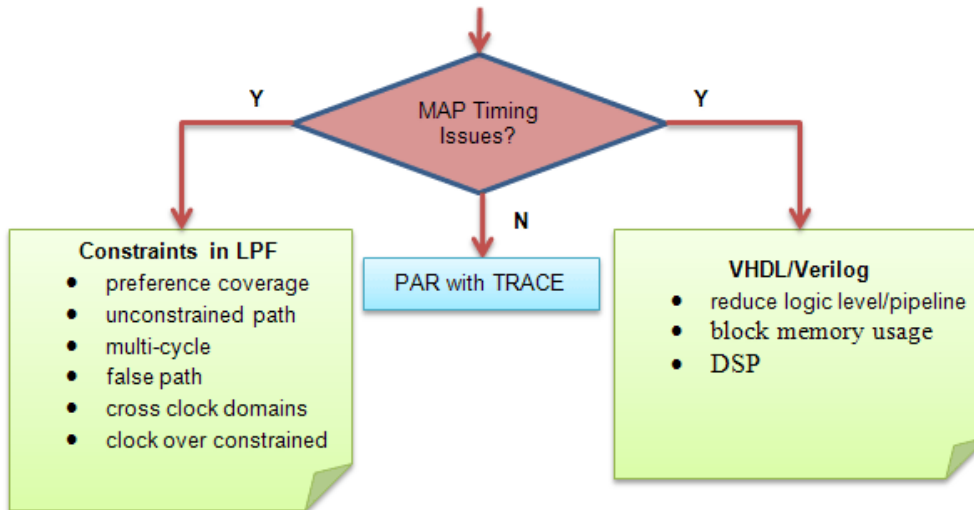 Y
MAP Timing
Issues?
Y
N
Constraints in LPF
● preference coverage
● unconstrained path
● multi-cycle
● false path
● cross clock domains
● clock over constrained
PAR with TRACE
VHDL/Verilog
● reduce logic level/pipeline
● block memory usage
● DSP